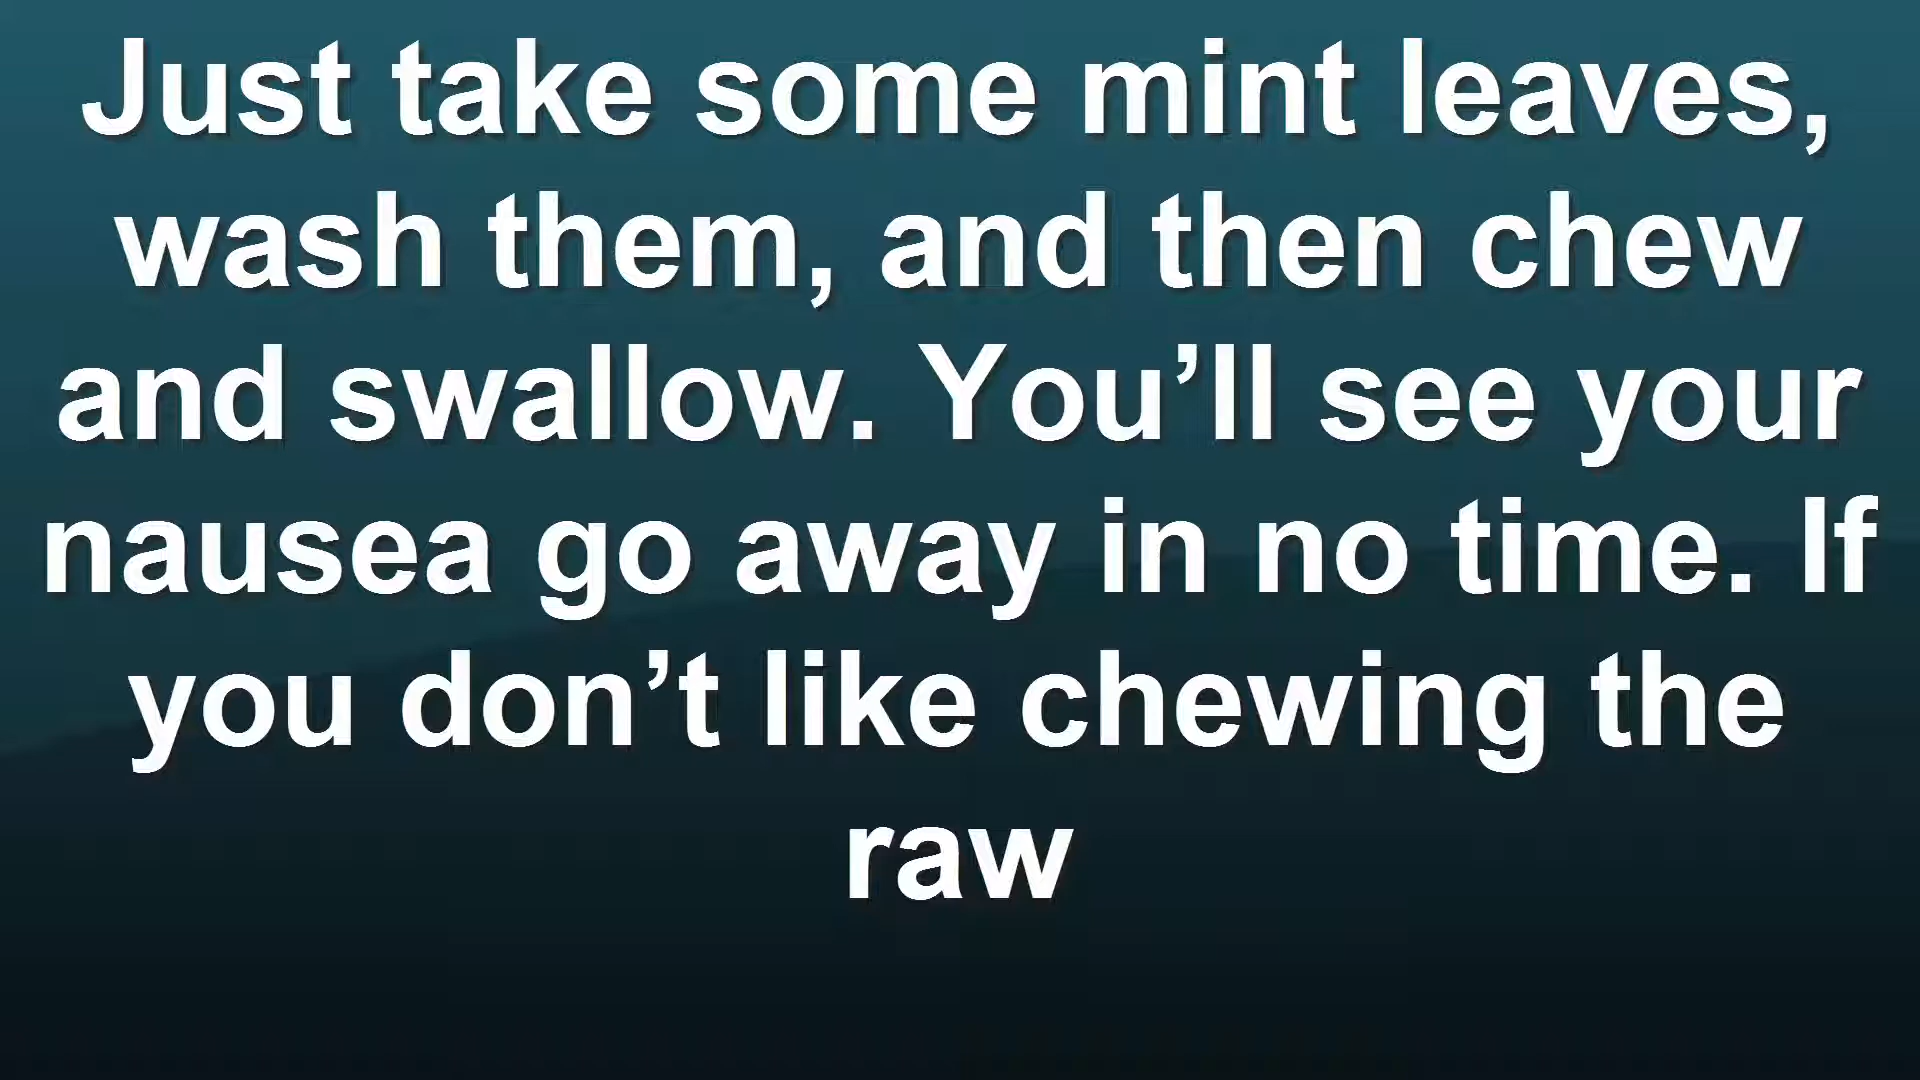 Just take some mint leaves,
wash them, and then chew
and swallow. You’ll see your
nausea go away in no time. If
you don’t like chewing the
raw